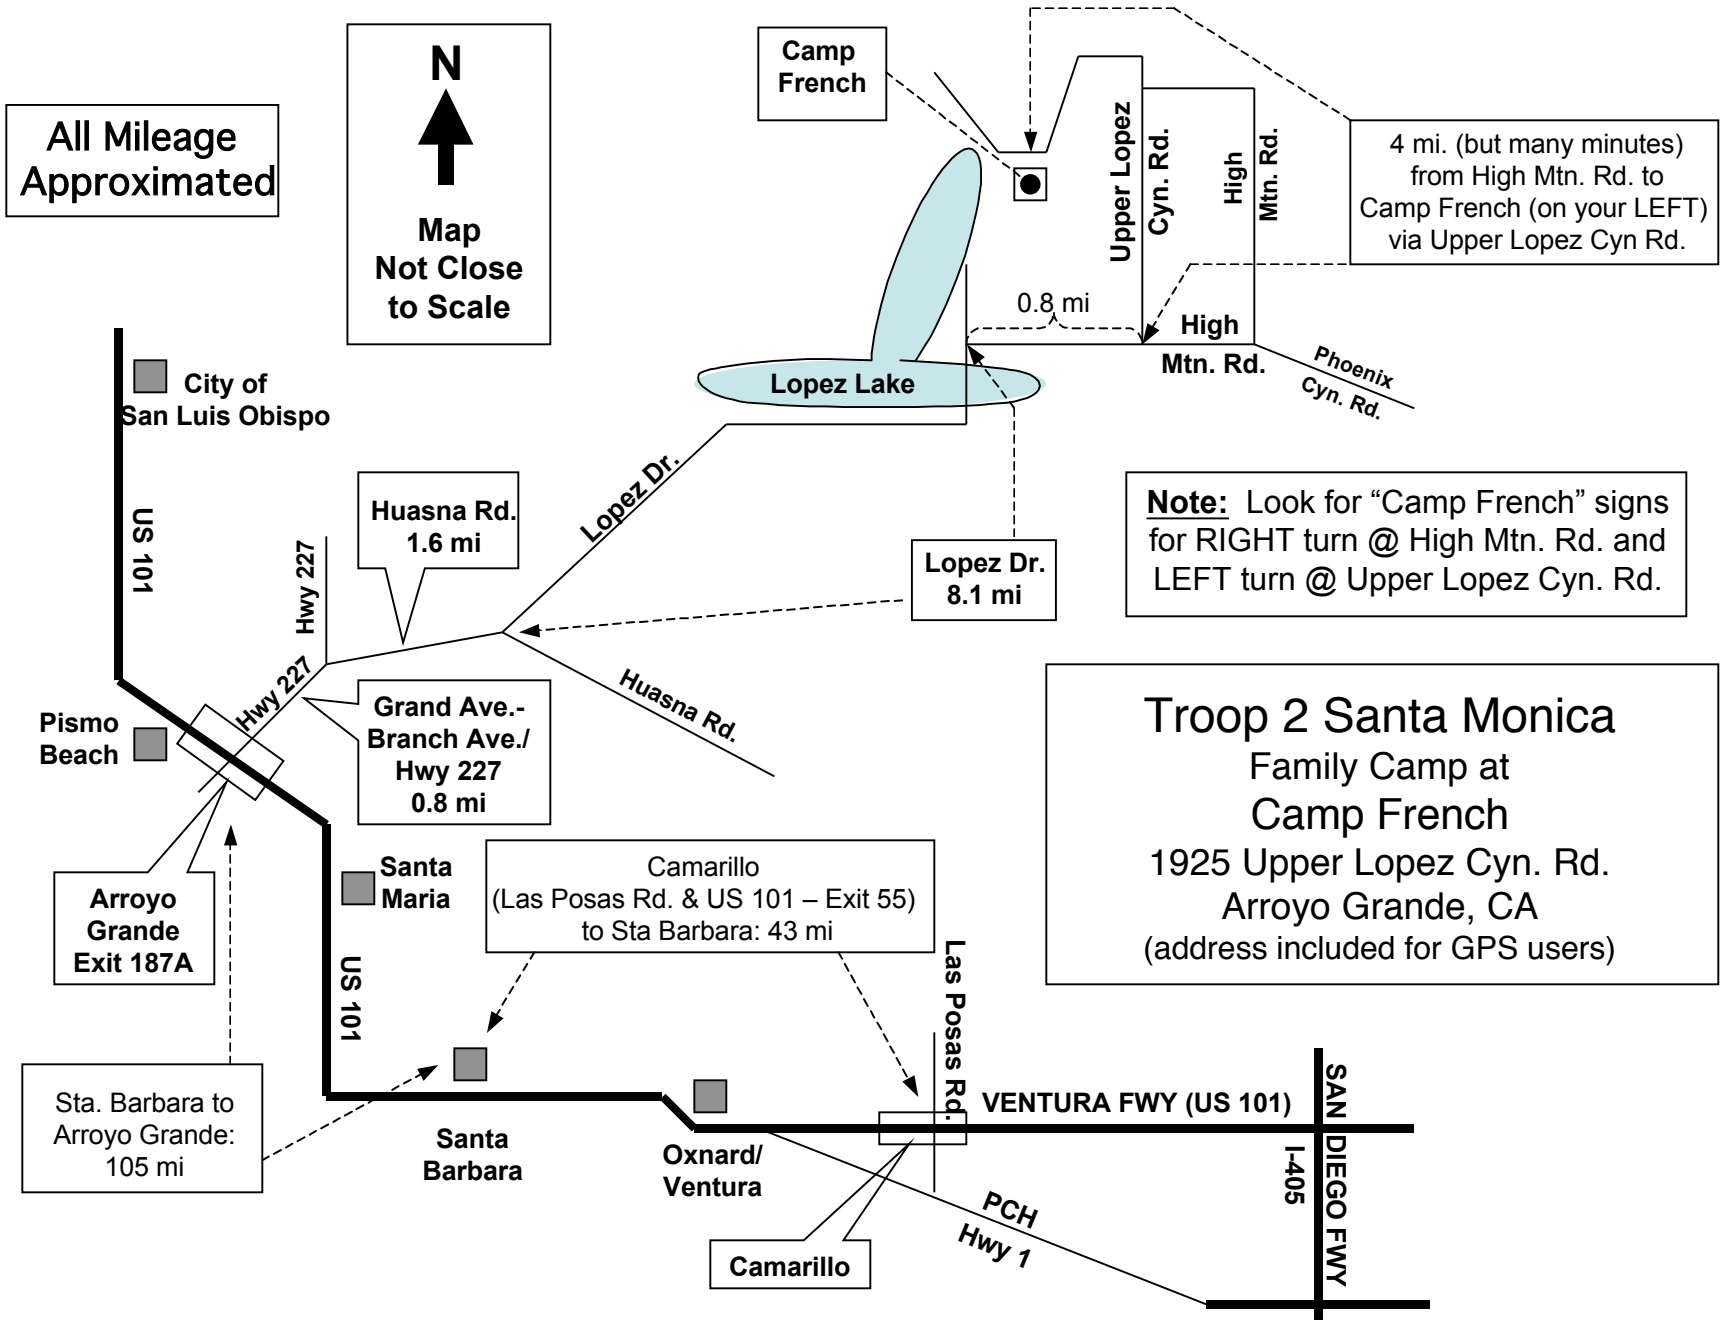 N
Map
Not Close
to Scale
All Mileage
Approximated
Camp
French
Upper Lopez
Cyn. Rd.
High
Mtn. Rd.
4 mi. (but many minutes)
from High Mtn. Rd. to
Camp French (on your LEFT)
via Upper Lopez Cyn Rd.
0.8 mi
High
Mtn. Rd.
Phoenix
Cyn. Rd.
Lopez Lake
City of
San Luis Obispo
US 101
Lopez Dr.
Huasna Rd.
1.6 mi
Hwy 227
Lopez Dr.
8.1 mi
Note: Look for “Camp French” signs
for RIGHT turn @ High Mtn. Rd. and
LEFT turn @ Upper Lopez Cyn. Rd.
Hwy 227
Huasna Rd.
Pismo
Beach
Grand Ave.-
Branch Ave./
Hwy 227
0.8 mi
Troop 2 Santa Monica
Family Camp at
Camp French
1925 Upper Lopez Cyn. Rd.
Arroyo Grande, CA
(address included for GPS users)
Arroyo
Grande
Exit 187A
Santa
Maria
Camarillo
(Las Posas Rd. & US 101 – Exit 55)
to Sta Barbara: 43 mi
US 101
Las Posas Rd.
Sta. Barbara to
Arroyo Grande:
105 mi
Santa
Barbara
Oxnard/
Ventura
VENTURA FWY (US 101)
SAN DIEGO FWY
I-405
PCH
Hwy 1
Camarillo